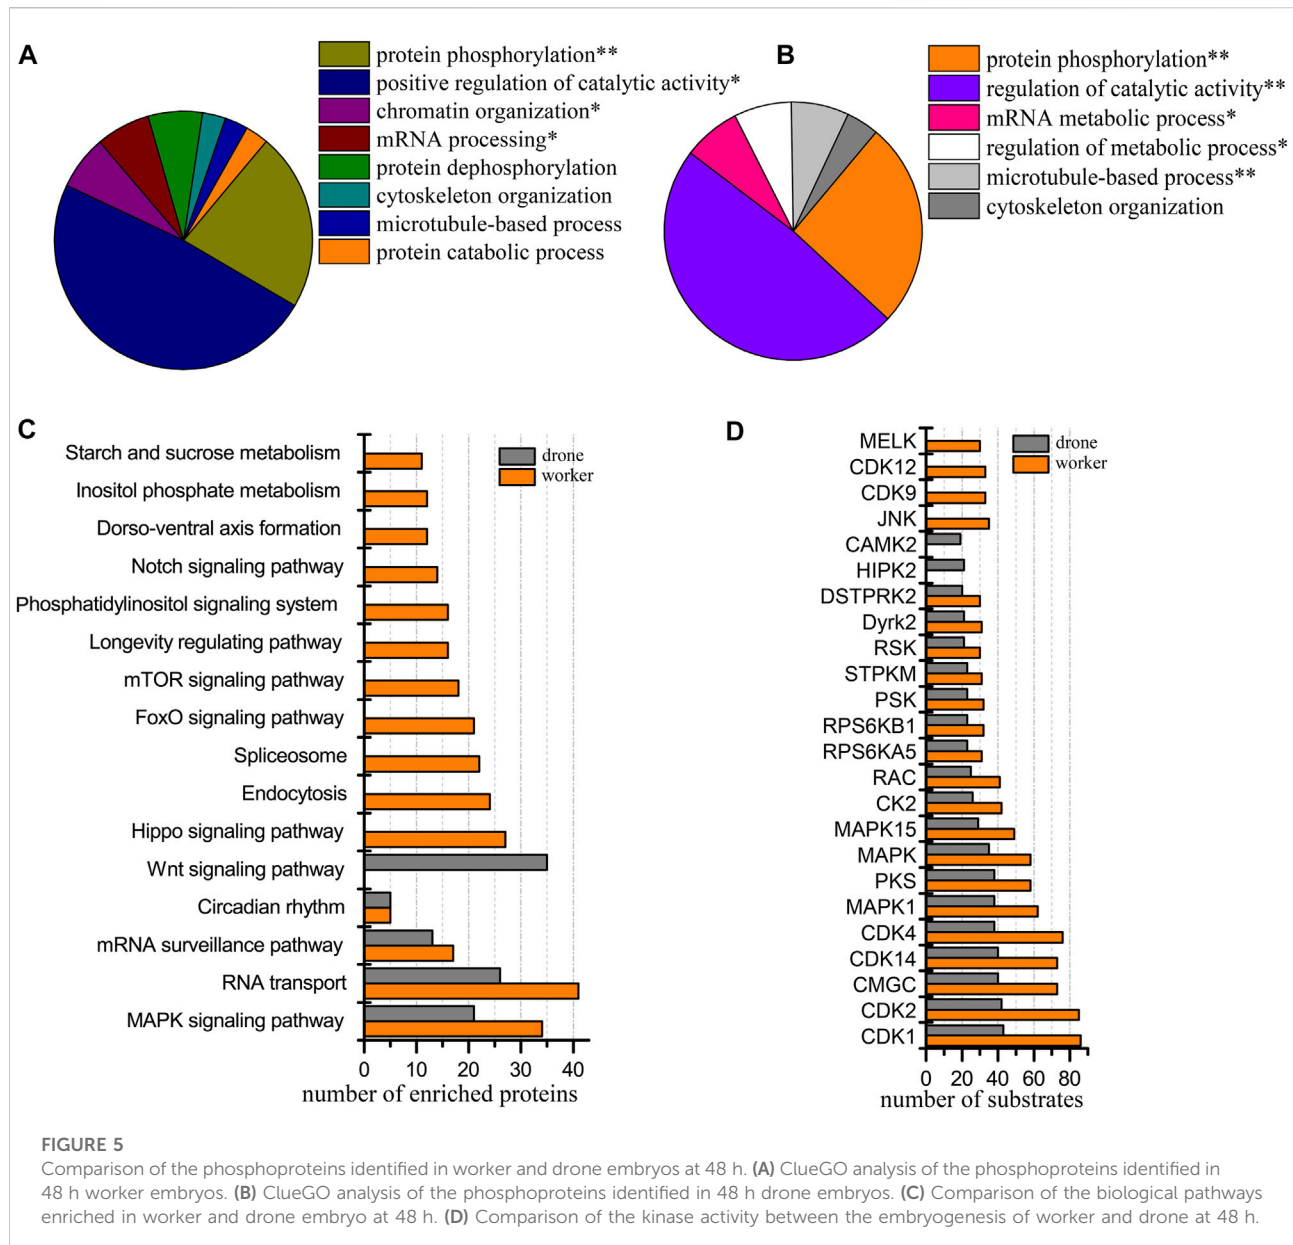 A
protein phosphorylation**
positive regulation of catalytic activity*
chromatin organization*
mRNA processing*
protein dephosphorylation
cytoskeleton organization
microtubule-based process
protein catabolic process
B
protein phosphorylation**
regulation of catalytic activity**
mRNA metabolic process*
regulation of metabolic process*
microtubule-based process**
cytoskeleton organization
C
drone
worker
Starch and sucrose metabolism
Inositol phosphate metabolism
Dorso-ventral axis formation
Notch signaling pathway
Phosphatidylinositol signaling system
Longevity regulating pathway
mTOR signaling pathway
FoxO signaling pathway
Spliceosome
Endocytosis
Hippo signaling pathway
Wnt signaling pathway
Circadian rhythm
mRNA surveillance pathway
RNA transport
MAPK signaling pathway
0 10 20 30 40
number of enriched proteins
D
drone
worker
MELK
CDK12
CDK9
JNK
CAMK2
HIPK2
DSTPRK2
Dyrk2
RSK
STPKM
PSK
RPS6KB1
RPS6KA5
RAC
CK2
MAPK15
MAPK
PKS
MAPK1
CDK4
CDK14
CMGC
CDK2
CDK1
0 20 40 60 80
number of substrates
FIGURE 5
Comparison of the phosphoproteins identified in worker and drone embryos at 48 h. (A) ClueGO analysis of the phosphoproteins identified in
48 h worker embryos. (B) ClueGO analysis of the phosphoproteins identified in 48 h drone embryos. (C) Comparison of the biological pathways
enriched in worker and drone embryo at 48 h. (D) Comparison of the kinase activity between the embryogenesis of worker and drone at 48 h.